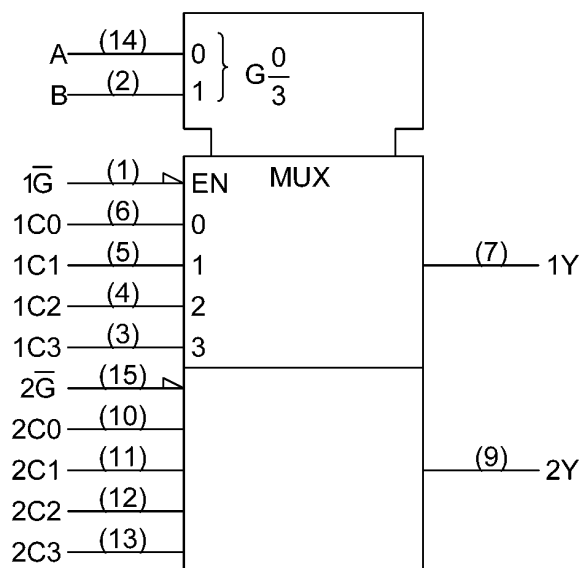 A (14) 0
G 0/3
B (2) 1
MUX
1G̅ (1) EN
1C0 (6) 0
1C1 (5) 1 (7) 1Y
1C2 (4) 2
1C3 (3) 3
2G̅ (15)
2C0 (10)
2C1 (11) (9) 2Y
2C2 (12)
2C3 (13)